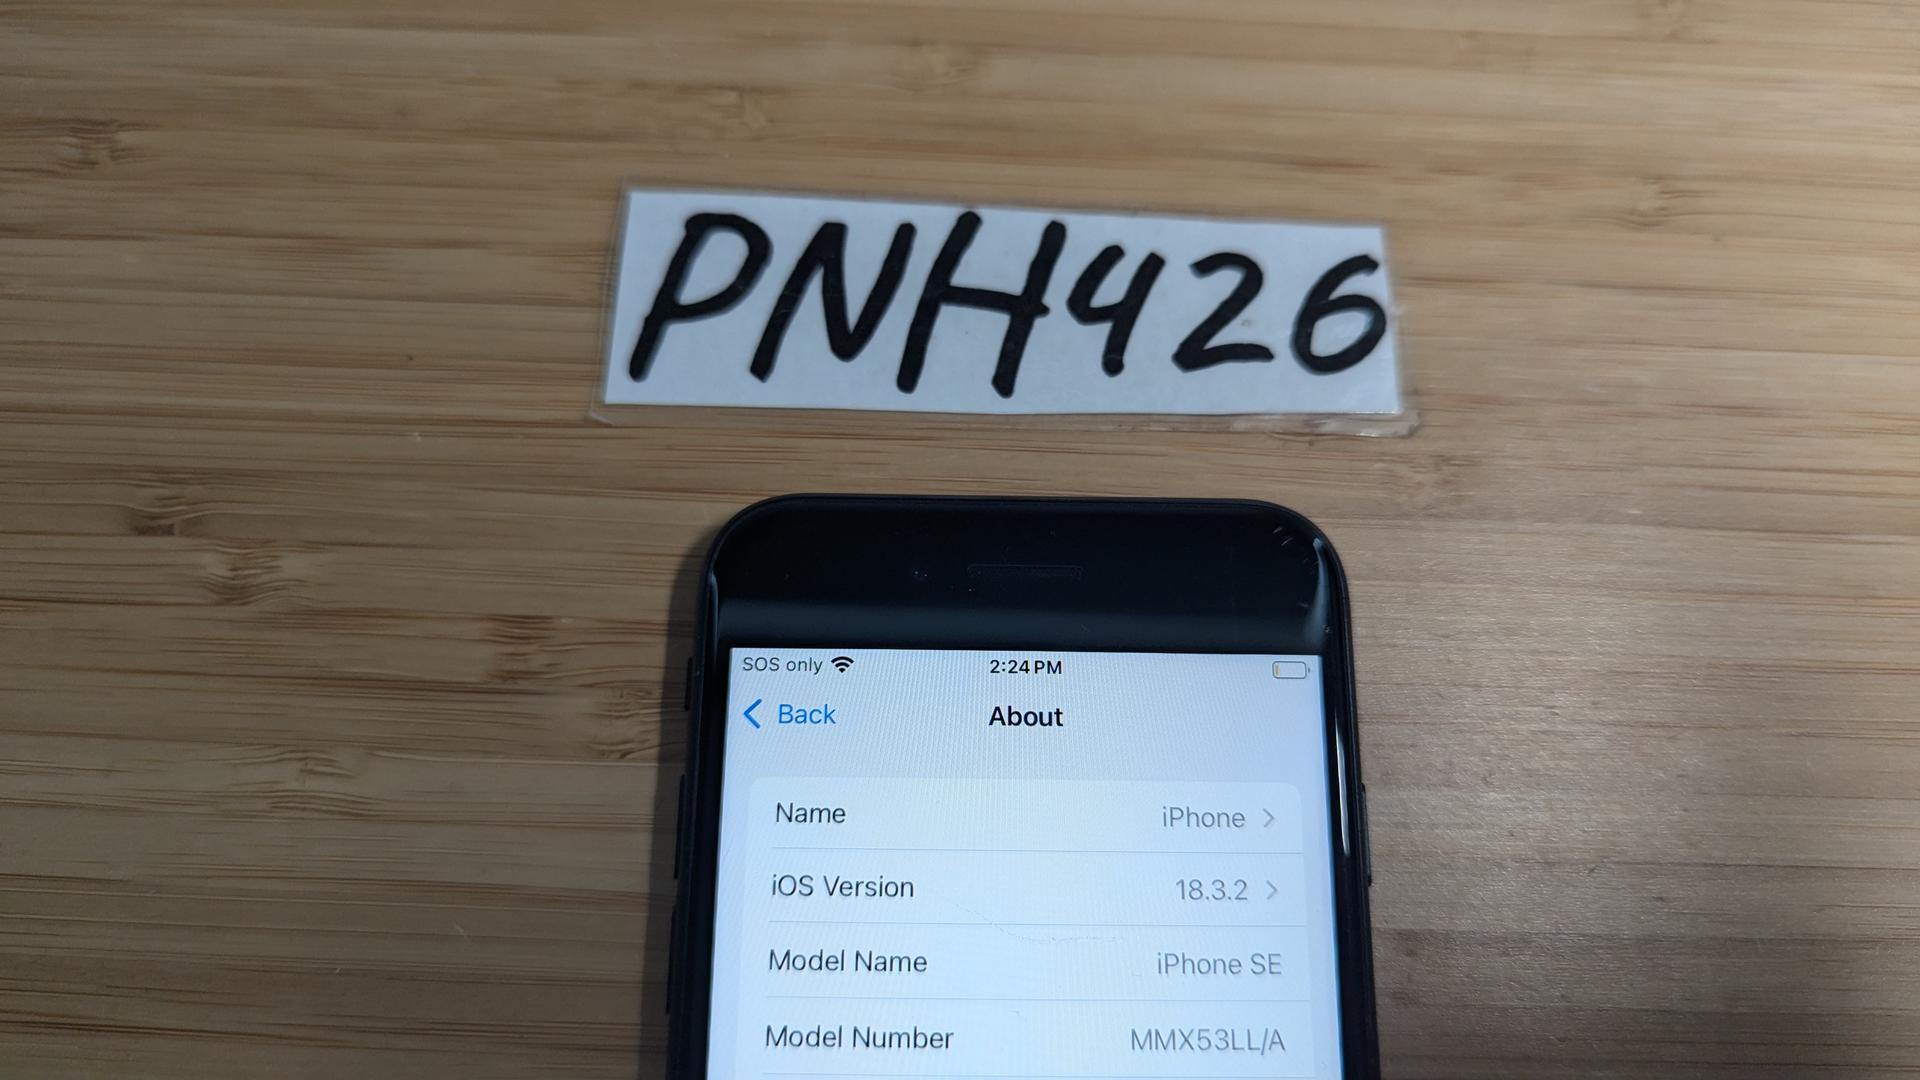 PNH426
SOS only 2:24 PM
Back About
Name iPhone
iOS Version 18.3.2
Model Name iPhone SE
Model Number MMX53LL/A